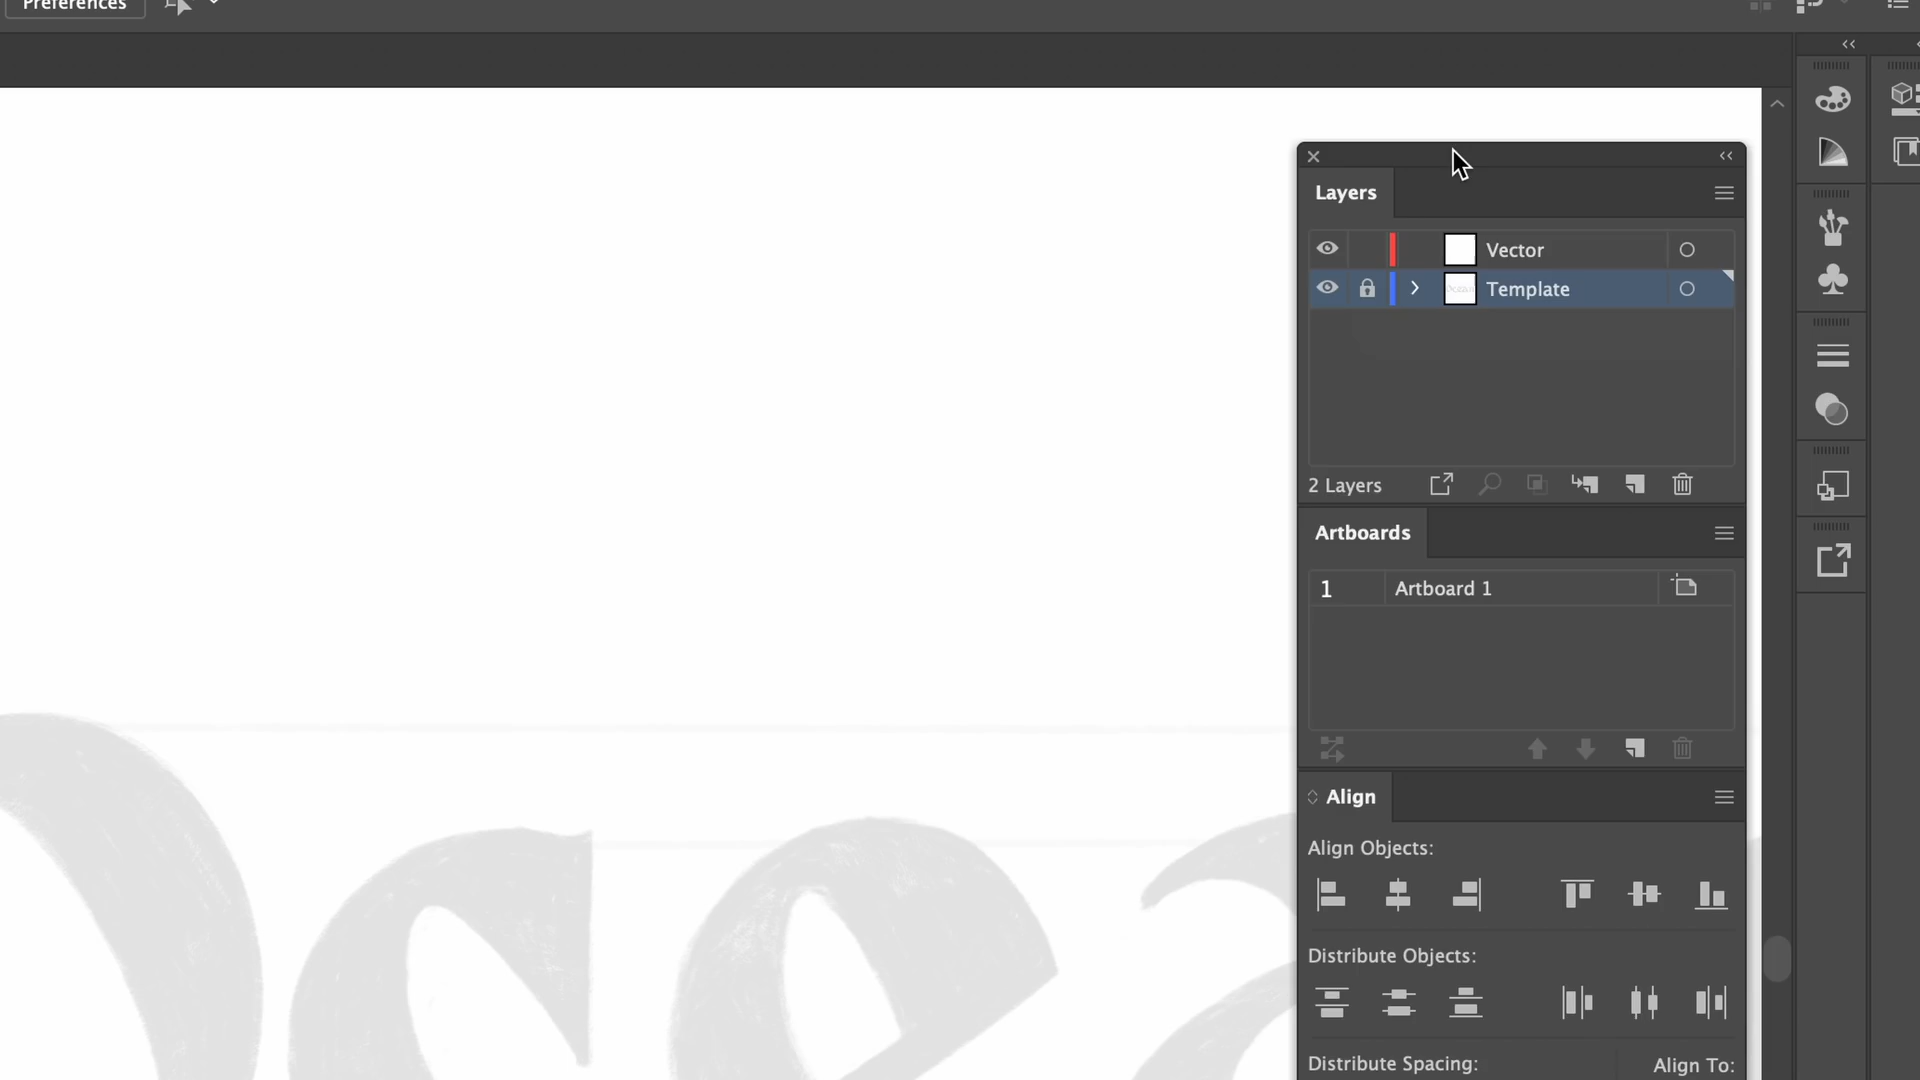 Preferences
Layers
Vector
Template
2 Layers
Artboards
1 Artboard 1
Align
Align Objects:
Distribute Objects:
Distribute Spacing: Align To: